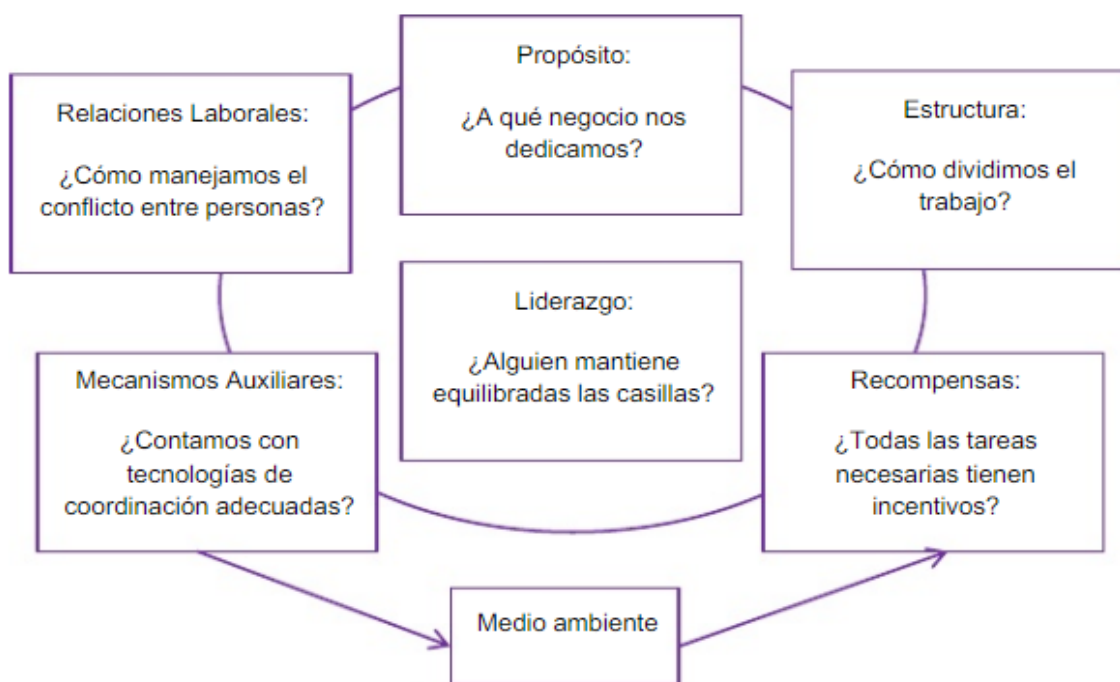 Propósito:
¿A qué negocio nos
dedicamos?
Relaciones Laborales:
¿Cómo manejamos el
conflicto entre personas?
Estructura:
¿Cómo dividimos el
trabajo?
Liderazgo:
¿Alguien mantiene
equilibradas las casillas?
Mecanismos Auxiliares:
¿Contamos con
tecnologías de
coordinación adecuadas?
Recompensas:
¿Todas las tareas
necesarias tienen
incentivos?
Medio ambiente